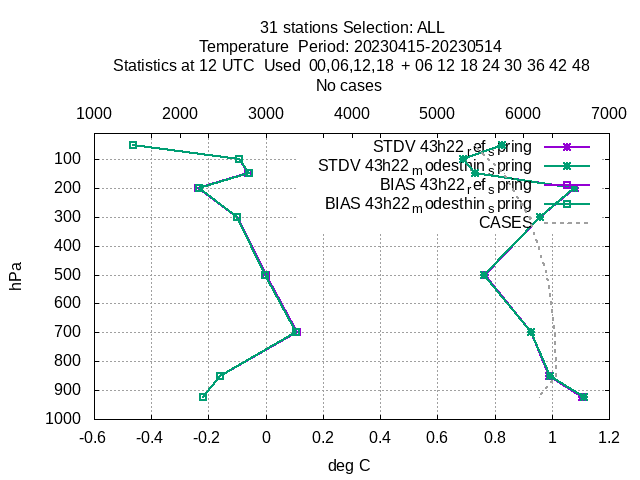 31 stations Selection: ALL
Temperature  Period: 20230415-20230514
Statistics at 12 UTC  Used  00,06,12,18  + 06 12 18 24 30 36 42 48
No cases
1000 2200 3000 4000 5000 6000 7000
STDV 43h22_ref_spring
STDV 43h22_modesthin_spring
BIAS 43h22_ref_spring
BIAS 43h22_modesthin_spring
CASES
100
200
300
400
500
600
700
800
900
1000
hPa
-0.6 -0.4 -0.2 0 0.2 0.4 0.6 0.8 1 1.2
deg C